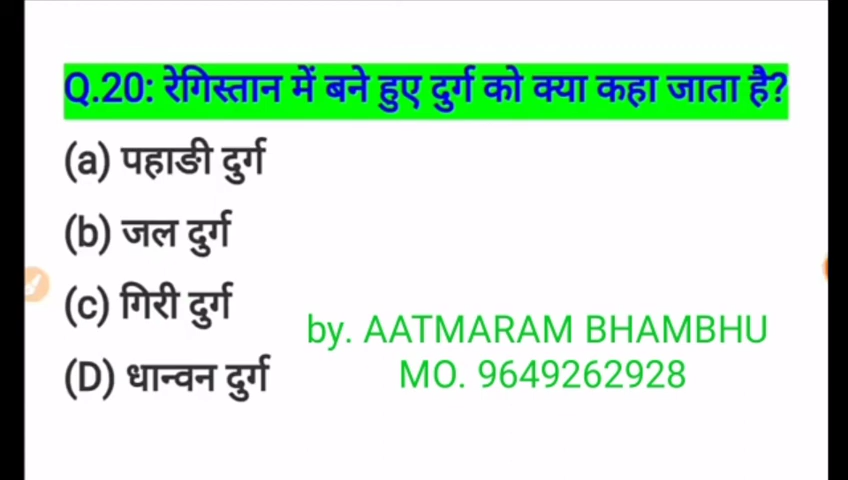 Q.20: रेगिस्तान में बने हुए दुर्ग को क्या कहा जाता है?
(a) पहाङी दुर्ग
(b) जल दुर्ग
(c) गिरी दुर्ग
(D) धान्वन दुर्ग
by. AATMARAM BHAMBHU
MO. 9649262928